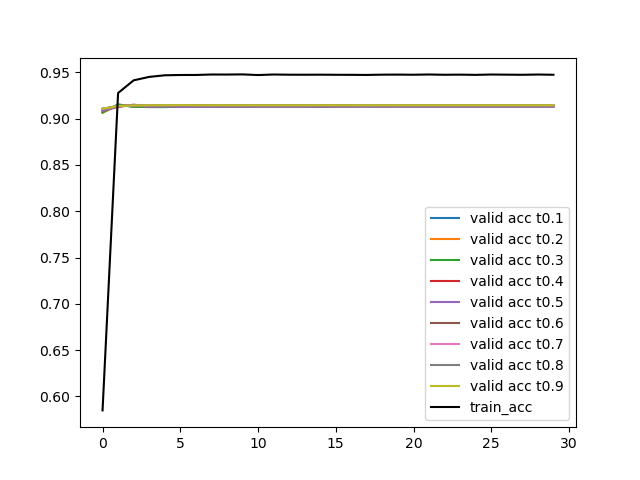 0.95
0.90
0.85
0.80
0.75
0.70
0.65
0.60
valid acc t0.1
valid acc t0.2
valid acc t0.3
valid acc t0.4
valid acc t0.5
valid acc t0.6
valid acc t0.7
valid acc t0.8
valid acc t0.9
train_acc
0 5 10 15 20 25 30